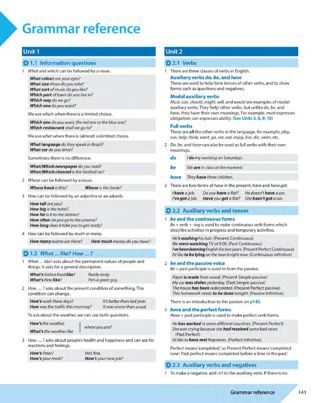 Grammar reference
Unit 1
1.1 Information questions
1 What and which can be followed by a noun.
What colour are your eyes?
What size shoes do you take?
What sort of music do you like?
Which part of town do you live in?
Which way do we go?
Which one do you want?
We use which when there is a limited choice.
Which one do you want, the red one or the blue one?
Which restaurant shall we go to?
We use what when there is (almost) unlimited choice.
What language do they speak in Brazil?
What car do you drive?
Sometimes there is no difference.
What/Which newspaper do you read?
What/Which channel is the football on?
2 Whose can be followed by a noun.
Whose book is this? Whose is this book?
3 How can be followed by an adjective or an adverb.
How tall are you?
How big is the hotel?
How far is it to the station?
How often do you go to the cinema?
How long does it take you to get ready?
4 How can be followed by much or many.
How many rooms are there? How much money do you have?
1.2 What ... like? How ... ?
1 What ... like? asks about the permanent nature of people and
things. It asks for a general description.
What's Indian food like? Really tasty.
What's Pete like? He's a great guy.
2 How ... ? asks about the present condition of something. This
condition can change.
How's work these days? It's better than last year.
How was the traffic this morning? It was worse than usual.
To ask about the weather, we can use both questions.
How's the weather
What's the weather like
where you are?
3 How ... ? asks about people's health and happiness and can ask for
reactions and feelings.
How's Peter? He's fine.
How's your meal? How's your new job?
Unit 2
2.1 Verbs
1 There are three classes of verbs in English.
Auxiliary verbs do, be, and have
These are used to help form tenses of other verbs, and to show
forms such as questions and negatives.
Modal auxiliary verbs
Must, can, should, might, will, and would are examples of modal
auxiliary verbs. They 'help' other verbs, but unlike do, be, and
have, they have their own meanings. For example, must expresses
obligation; can expresses ability. (See Units 5, 8, 9, 10)
Full verbs
These are all the other verbs in the language, for example, play,
run, help, think, want, go, see, eat, enjoy, live, die, etc.
2 Do, be, and have can also be used as full verbs with their own
meanings.
do I do my washing on Saturdays.
be We are in class at the moment.
have They have three children.
3 There are two forms of have in the present, have and have got.
I have a job. Do you have a flat? He doesn't have a car.
I've got a job. Have you got a flat? She hasn't got a car.
2.2 Auxiliary verbs and tenses
1 be and the continuous forms
Be + verb + -ing is used to make continuous verb forms which
describe activities in progress and temporary activities.
He's washing his hair. (Present Continuous)
We were watching TV at 9.00. (Past Continuous)
I've been learning English for two years. (Present Perfect Continuous)
I'd like to be lying on the beach right now. (Continuous infinitive)
2 be and the passive voice
Be + past participle is used to form the passive.
Paper is made from wood. (Present Simple passive)
My car was stolen yesterday. (Past Simple passive)
The house has been redecorated. (Present Perfect passive)
This homework needs to be done tonight. (Passive infinitive)
There is an introduction to the passive on p143.
3 have and the perfect forms
Have + past participle is used to make perfect verb forms.
He has worked in seven different countries. (Present Perfect)
She was crying because she had received some bad news.
(Past Perfect)
I'd like to have met Napoleon. (Perfect infinitive)
Perfect means 'completed', so Present Perfect means 'completed
now'. Past Perfect means 'completed before a time in the past'.
2.3 Auxiliary verbs and negatives
1 To make a negative, add -n't to the auxiliary verb. If there is no
Grammar reference 141